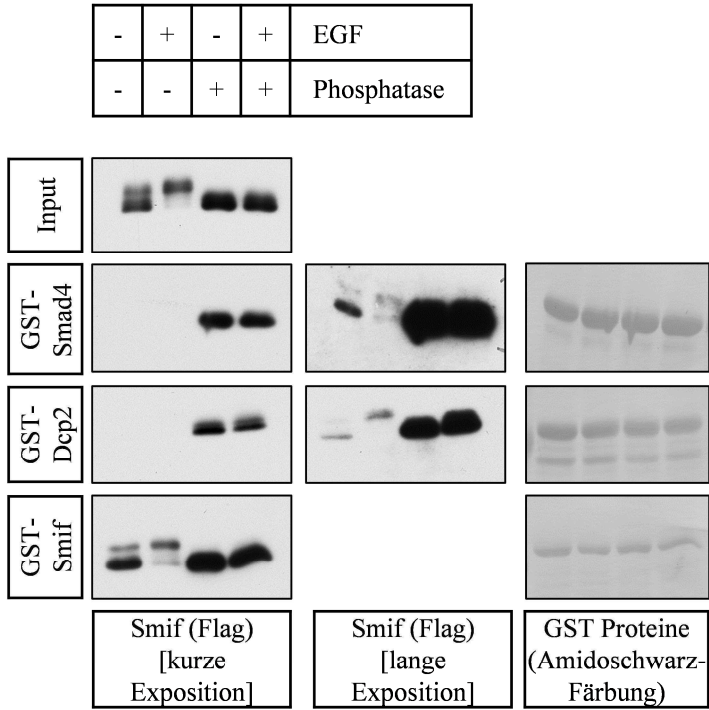 - + - + EGF
- - + + Phosphatase
Input
GST-
Smad4
GST-
Dcp2
GST-
Smif
Smif (Flag)
[kurze
Exposition]
Smif (Flag)
[lange
Exposition]
GST Proteine
(Amidoschwarz-
Färbung)